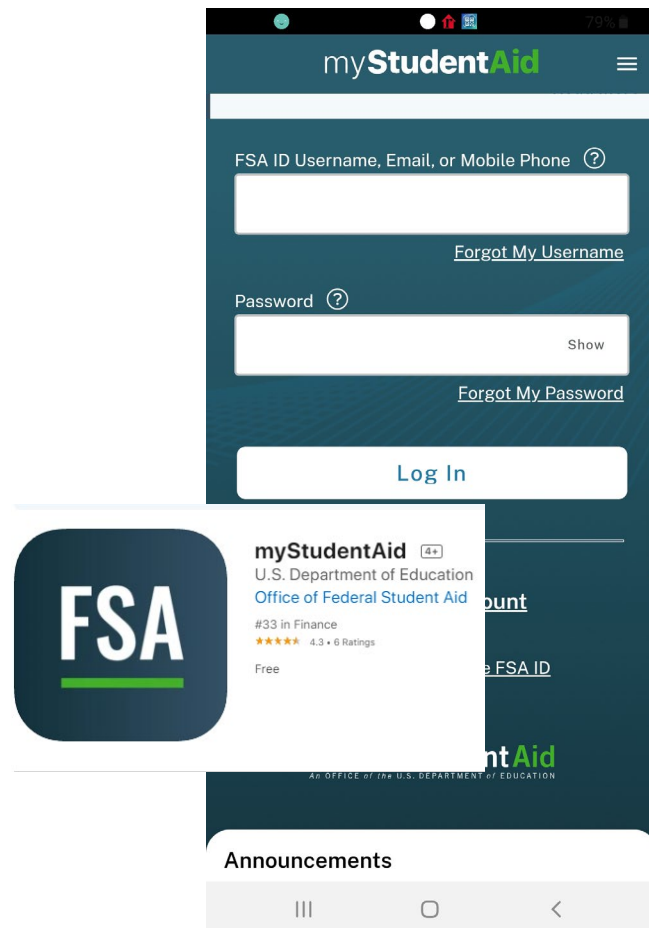 79%
myStudentAid
FSA ID Username, Email, or Mobile Phone ?
Forgot My Username
Password ?
Show
Forgot My Password
Log In
FSA
myStudentAid 4+
U.S. Department of Education
Office of Federal Student Aid
#33 in Finance
4.3 • 6 Ratings
Free
ount
e FSA ID
nt Aid
An OFFICE of the U.S. DEPARTMENT of EDUCATION
Announcements